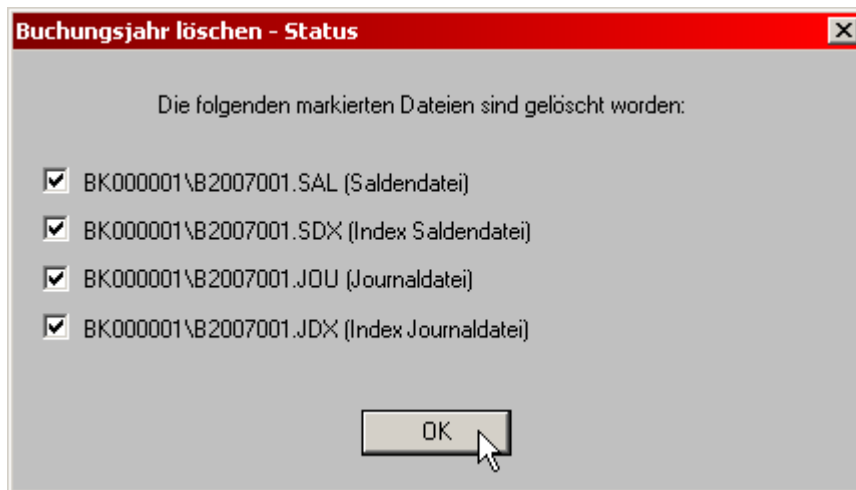 Buchungsjahr löschen - Status
Die folgenden markierten Dateien sind gelöscht worden:
BK000001\B2007001.SAL (Saldendatei)
BK000001\B2007001.SDX (Index Saldendatei)
BK000001\B2007001.JOU (Journaldatei)
BK000001\B2007001.JDX (Index Journaldatei)
OK